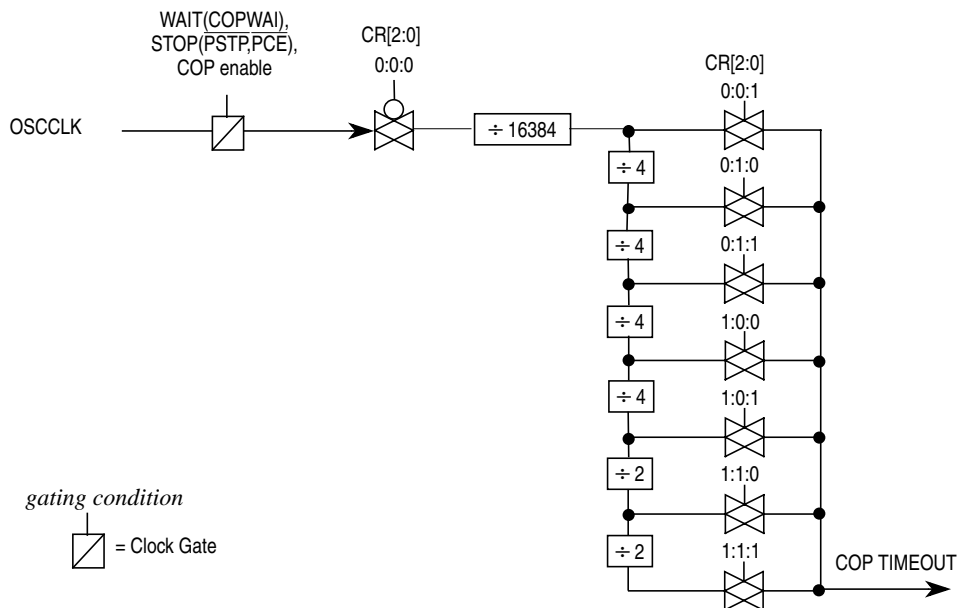 WAIT(COPWAI),
STOP(PSTP,PCE),
COP enable
CR[2:0]
0:0:0
CR[2:0]
0:0:1
OSCCLK
÷ 16384
÷ 4
0:1:0
÷ 4
0:1:1
÷ 4
1:0:0
÷ 4
1:0:1
÷ 2
1:1:0
÷ 2
1:1:1
gating condition
= Clock Gate
COP TIMEOUT